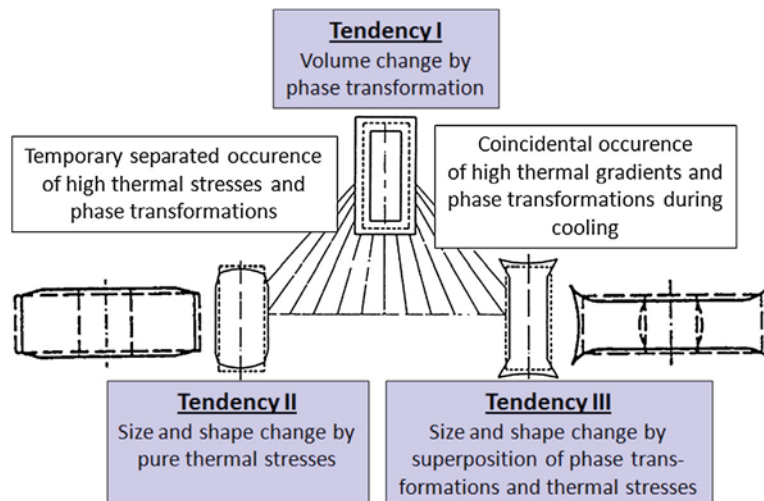 Tendency I
Volume change by
phase transformation
Temporary separated occurence
of high thermal stresses and
phase transformations
Coincidental occurence
of high thermal gradients and
phase transformations during
cooling
Tendency II
Size and shape change by
pure thermal stresses
Tendency III
Size and shape change by
superposition of phase trans-
formations and thermal stresses